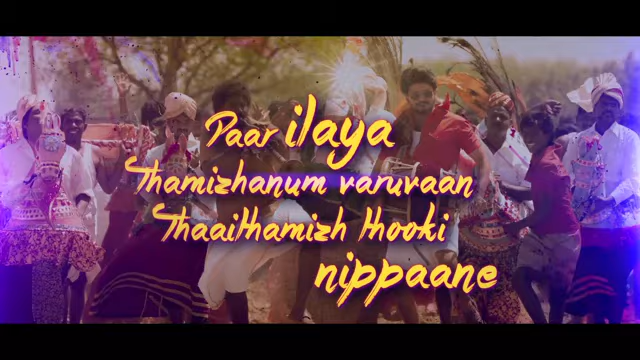 Paar ilaya
Thamizhanum varuvaan
Thaaithamizh thooki
nippaane